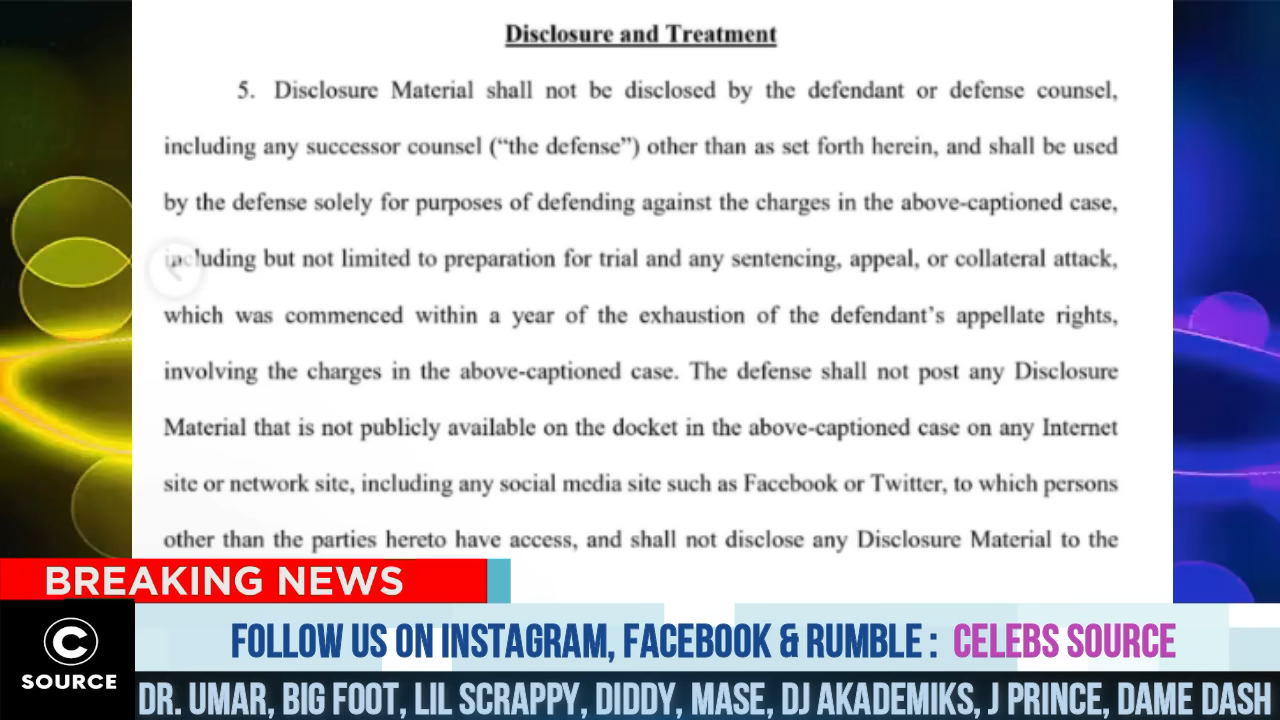 Disclosure and Treatment
5. Disclosure Material shall not be disclosed by the defendant or defense counsel,
including any successor counsel (“the defense”) other than as set forth herein, and shall be used
by the defense solely for purposes of defending against the charges in the above-captioned case,
including but not limited to preparation for trial and any sentencing, appeal, or collateral attack,
which was commenced within a year of the exhaustion of the defendant’s appellate rights,
involving the charges in the above-captioned case. The defense shall not post any Disclosure
Material that is not publicly available on the docket in the above-captioned case on any Internet
site or network site, including any social media site such as Facebook or Twitter, to which persons
other than the parties hereto have access, and shall not disclose any Disclosure Material to the
BREAKING NEWS
C
SOURCE
FOLLOW US ON INSTAGRAM, FACEBOOK & RUMBLE : CELEBS SOURCE
DR. UMAR, BIG FOOT, LIL SCRAPPY, DIDDY, MASE, DJ AKADEMIKS, J PRINCE, DAME DASH